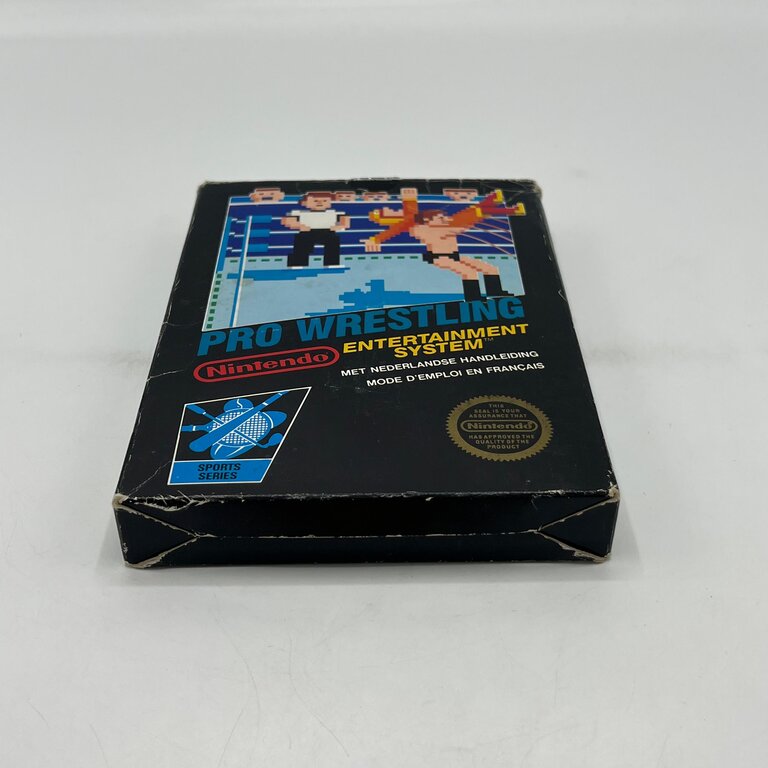 PRO WRESTLING
Nintendo
ENTERTAINMENT
SYSTEM™
MET NEDERLANDSE HANDLEIDING
MODE D'EMPLOI EN FRANÇAIS
SPORTS
SERIES
THIS
SEAL IS YOUR
ASSURANCE THAT
Nintendo
HAS APPROVED THE
QUALITY OF THE
PRODUCT